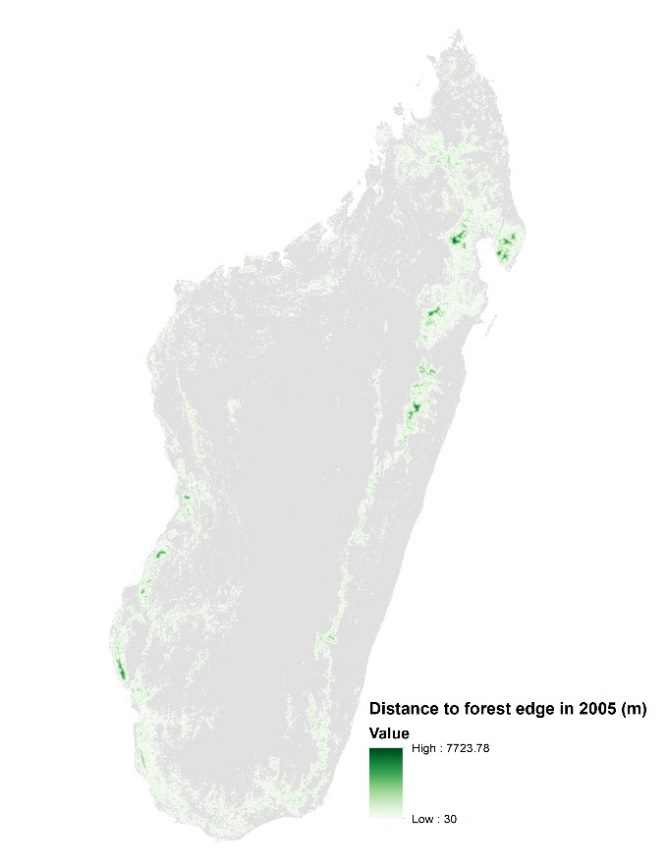 Distance to forest edge in 2005 (m)
Value
High : 7723.78
Low : 30